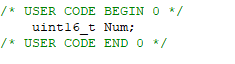 /* USER CODE BEGIN 0 */
uint16_t Num;
/* USER CODE END 0 */